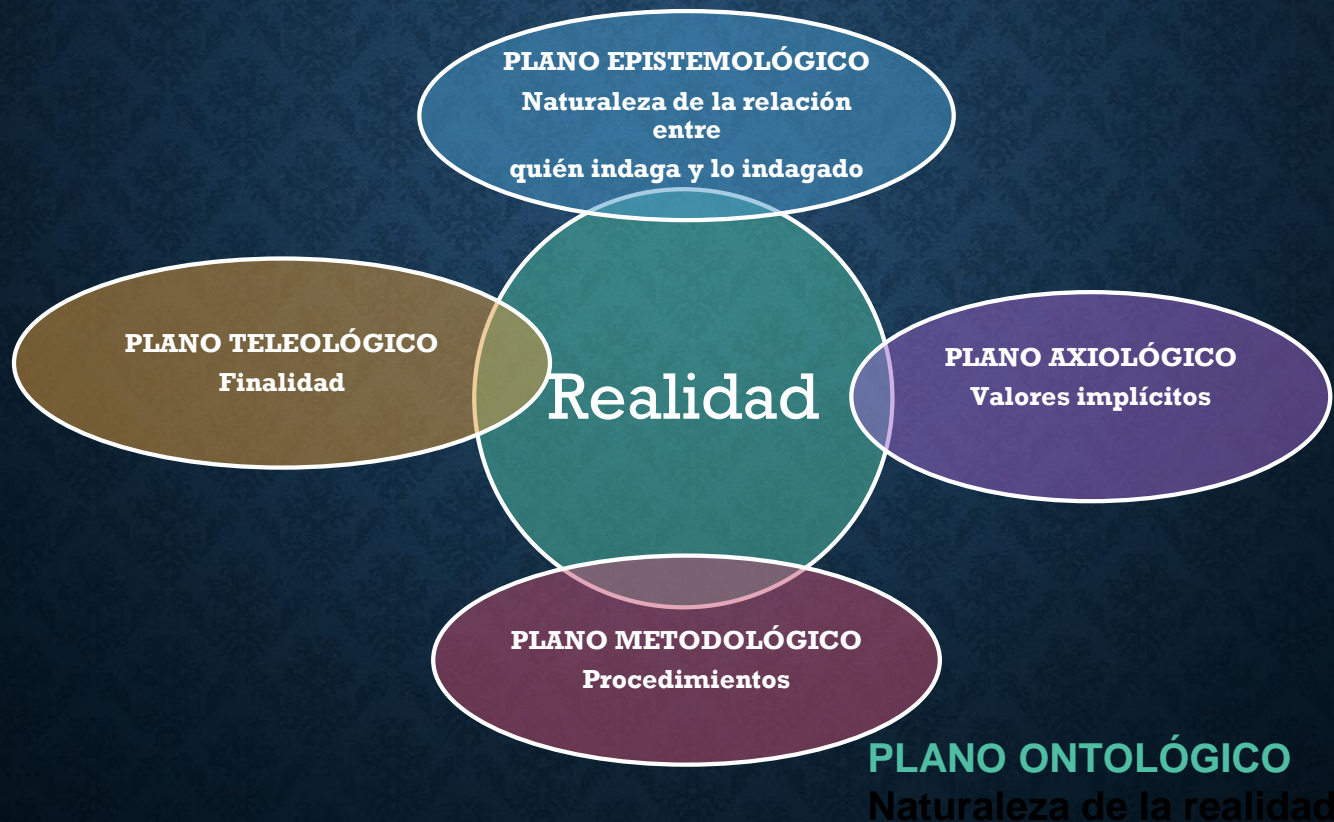 PLANO EPISTEMOLÓGICO
Naturaleza de la relación
entre
quién indaga y lo indagado
PLANO TELEOLÓGICO
Finalidad
Realidad
PLANO AXIOLÓGICO
Valores implícitos
PLANO METODOLÓGICO
Procedimientos
PLANO ONTOLÓGICO
Naturaleza de la realidad